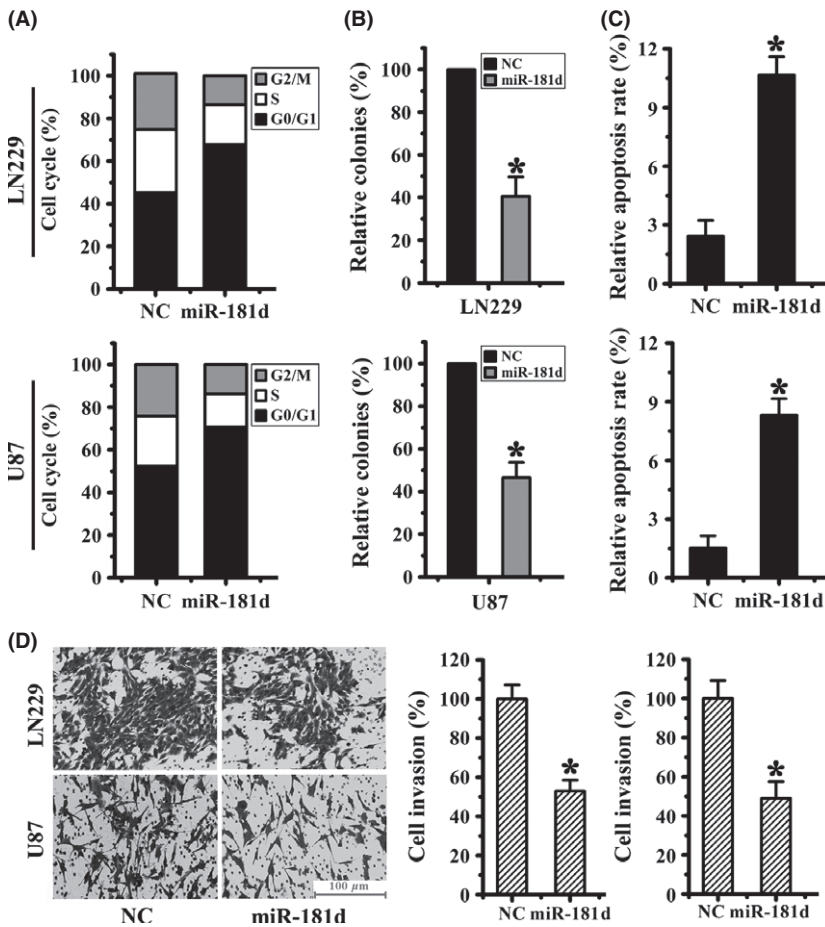 (A)
LN229
Cell cycle (%)
100
80
60
40
20
0
G2/M
S
G0/G1
NC miR-181d
U87
Cell cycle (%)
100
80
60
40
20
0
G2/M
S
G0/G1
NC miR-181d
(B)
Relative colonies (%)
100
80
60
40
20
0
NC
miR-181d
*
LN229
Relative colonies (%)
100
80
60
40
20
0
NC
miR-181d
*
U87
(C)
Relative apoptosis rate (%)
12
9
6
3
0
*
NC miR-181d
Relative apoptosis rate (%)
12
9
6
3
0
*
NC miR-181d
(D)
LN229
U87
100 µm
NC miR-181d
Cell invasion (%)
120
100
80
60
40
20
0
*
NC miR-181d
Cell invasion (%)
120
100
80
60
40
20
0
*
NC miR-181d